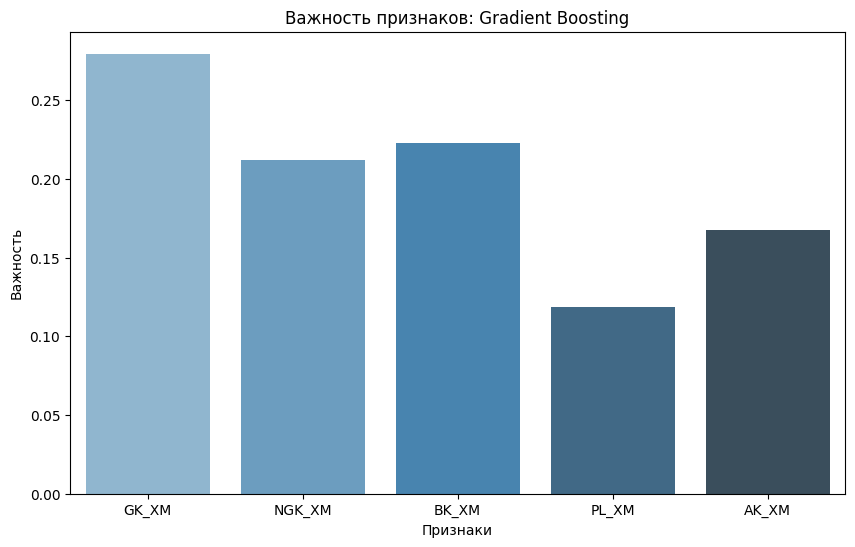 Важность признаков: Gradient Boosting
Важность
0.25
0.20
0.15
0.10
0.05
0.00
GK_XM NGK_XM BK_XM PL_XM AK_XM
Признаки